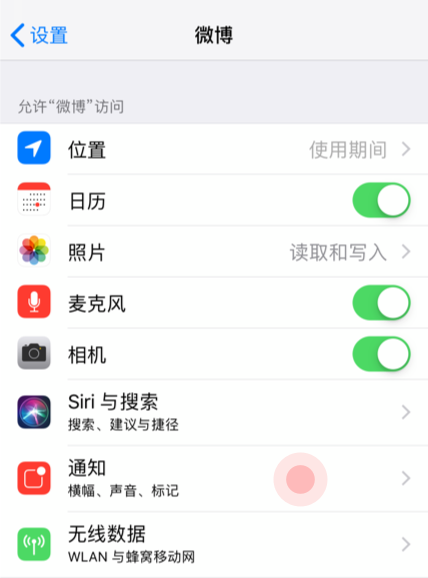 设置
微博
允许“微博”访问
位置
使用期间
日历
照片
读取和写入
麦克风
相机
Siri 与搜索
搜索、建议与捷径
通知
横幅、声音、标记
无线数据
WLAN 与蜂窝移动网